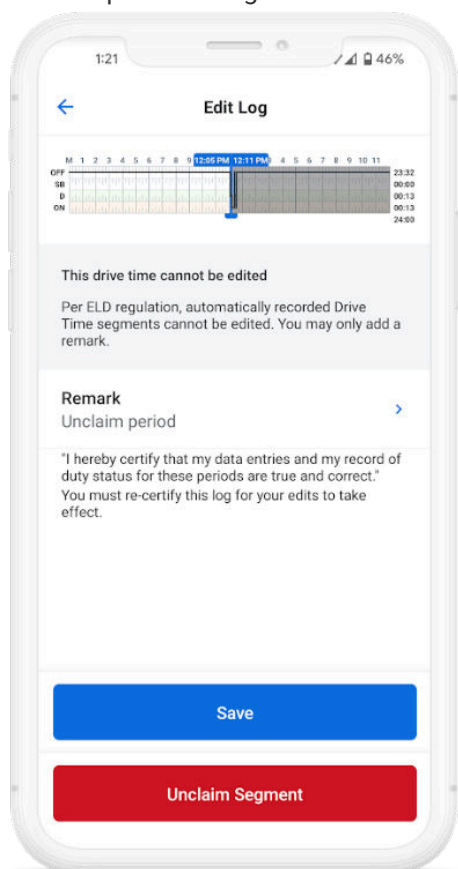 1:21 46%
Edit Log
M 1 2 3 4 5 6 7 8 9 12:05 PM 12:11 PM 4 5 6 7 8 9 10 11
OFF 23:32
SB 00:00
D 00:13
ON 00:13
24:00
This drive time cannot be edited
Per ELD regulation, automatically recorded Drive
Time segments cannot be edited. You may only add a
remark.
Remark
Unclaim period
"I hereby certify that my data entries and my record of
duty status for these periods are true and correct."
You must re-certify this log for your edits to take
effect.
Save
Unclaim Segment